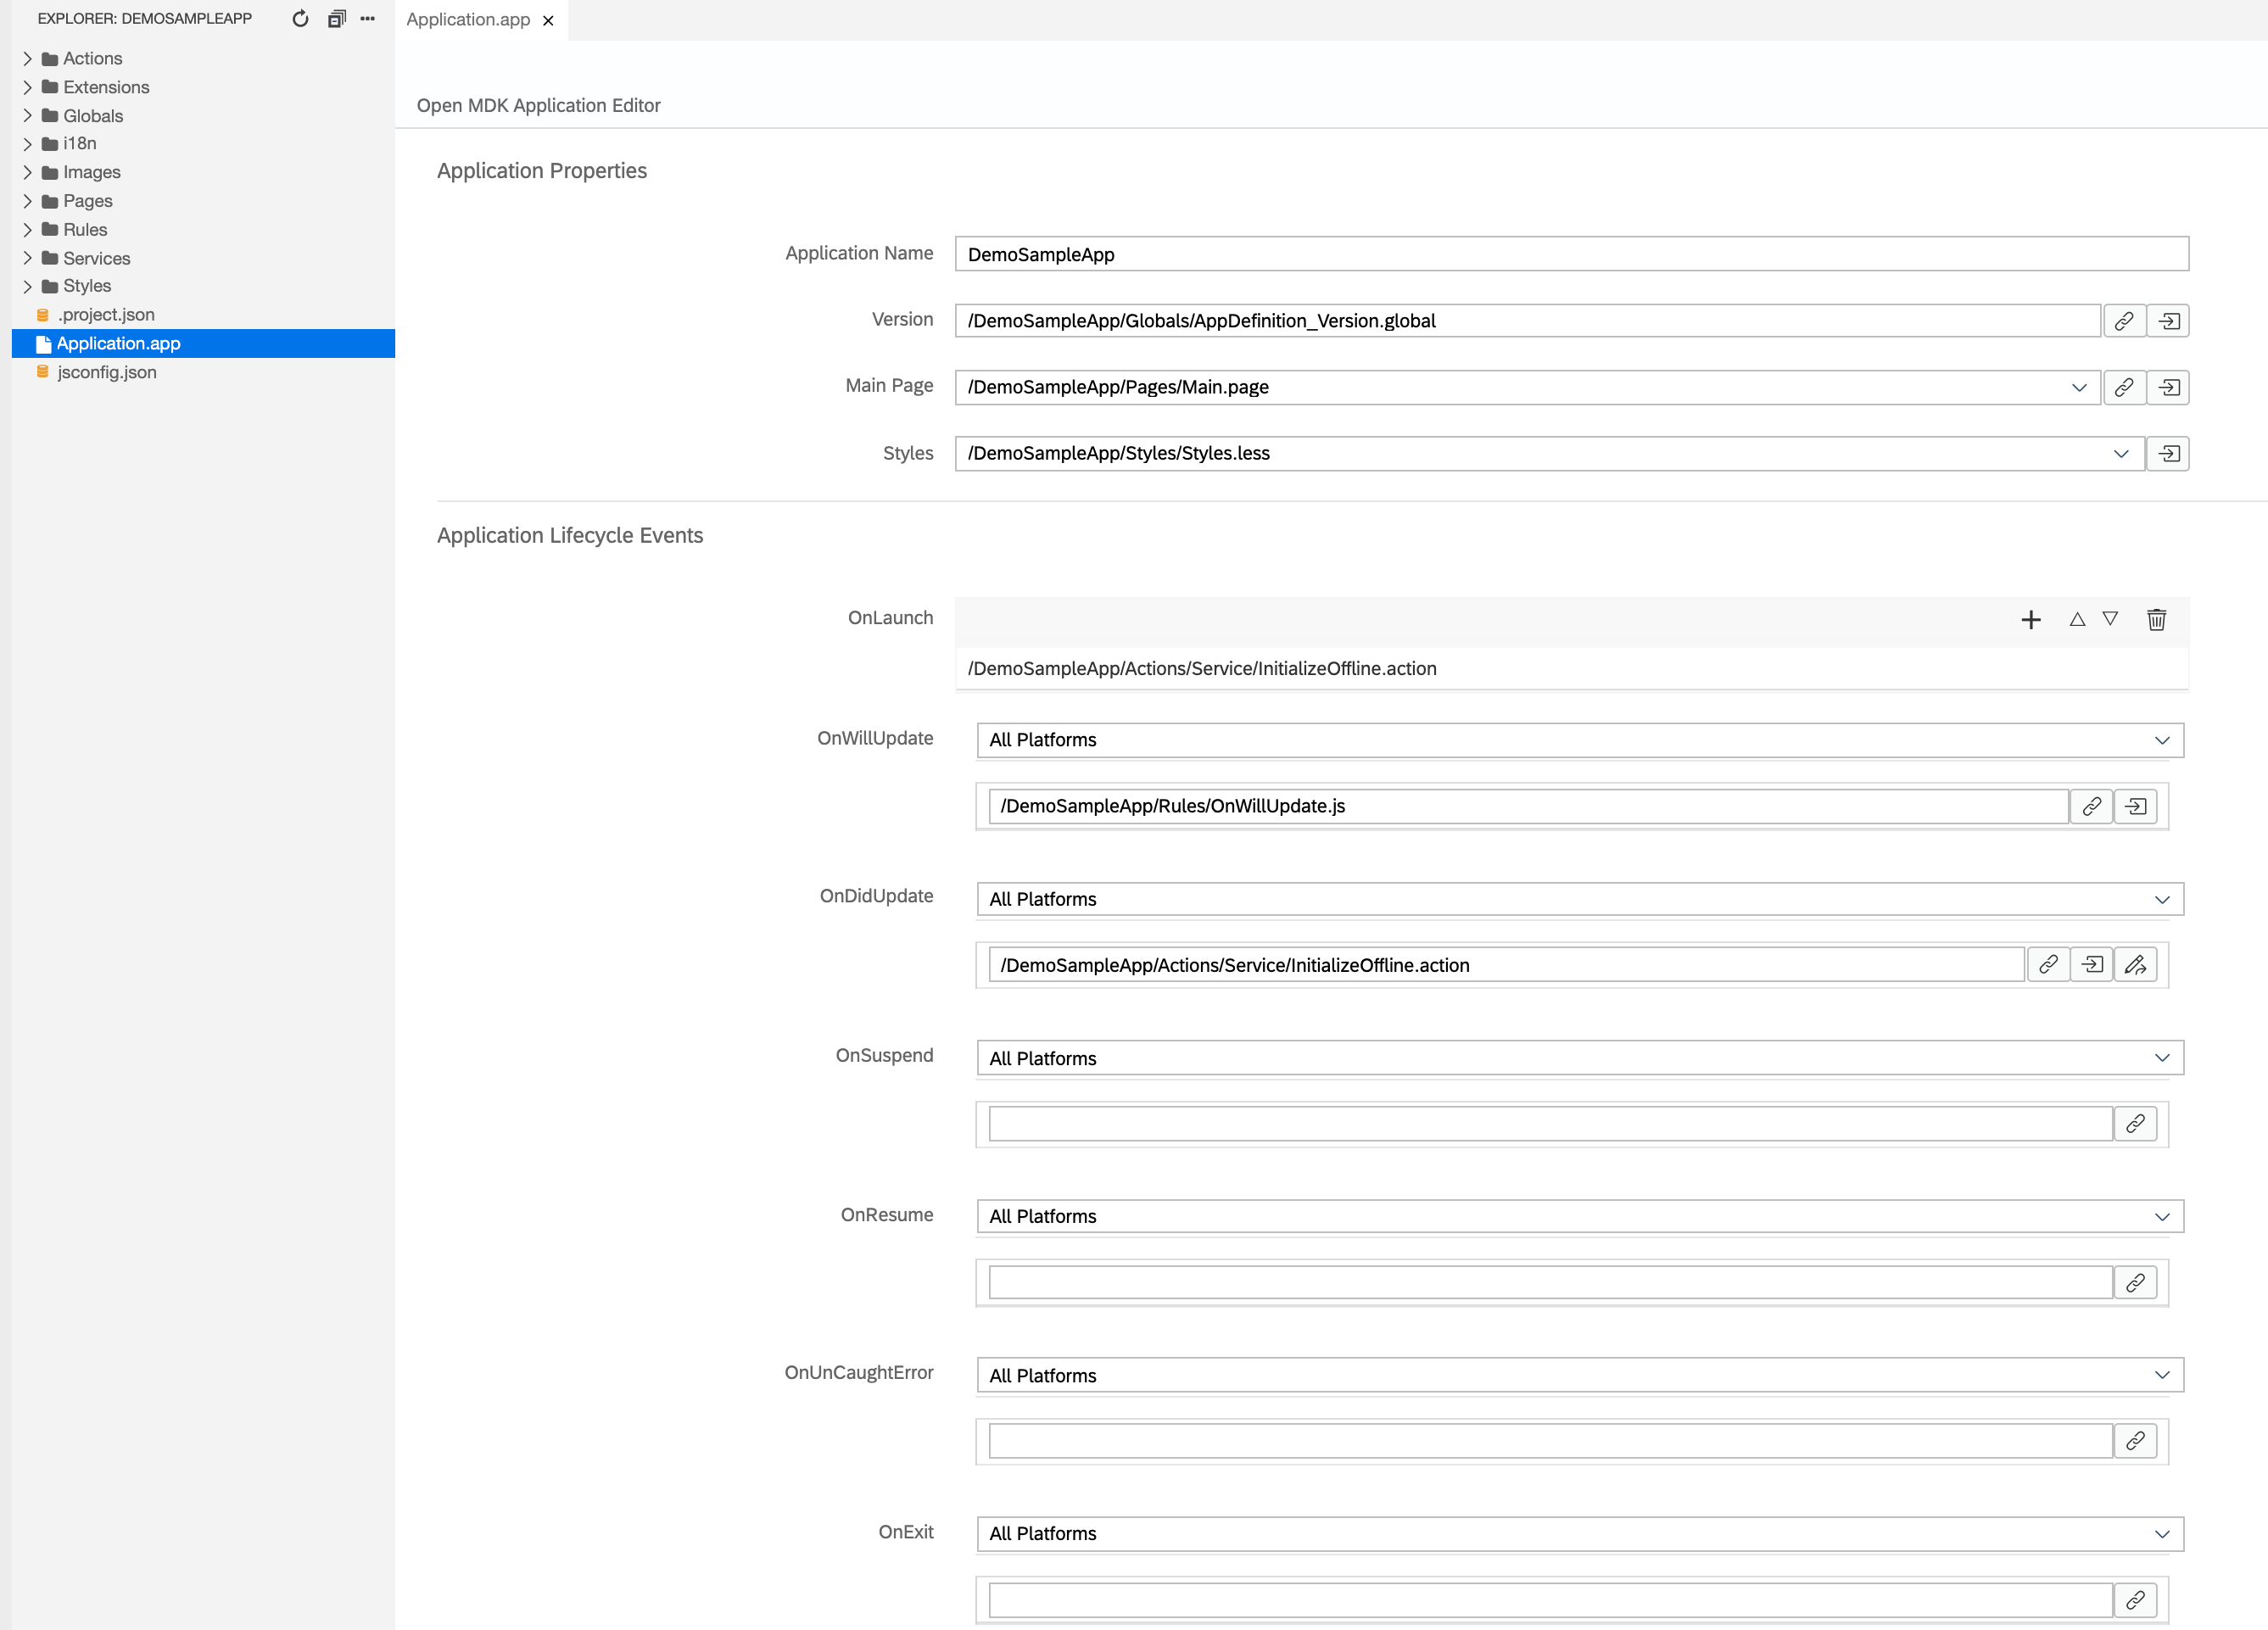 EXPLORER: DEMOSAMPLEAPP
Actions
Extensions
Globals
i18n
Images
Pages
Rules
Services
Styles
.project.json
Application.app
jsconfig.json
Application.app
Open MDK Application Editor
Application Properties
Application Name DemoSampleApp
Version /DemoSampleApp/Globals/AppDefinition_Version.global
Main Page /DemoSampleApp/Pages/Main.page
Styles /DemoSampleApp/Styles/Styles.less
Application Lifecycle Events
OnLaunch
/DemoSampleApp/Actions/Service/InitializeOffline.action
OnWillUpdate All Platforms
/DemoSampleApp/Rules/OnWillUpdate.js
OnDidUpdate All Platforms
/DemoSampleApp/Actions/Service/InitializeOffline.action
OnSuspend All Platforms
OnResume All Platforms
OnUnCaughtError All Platforms
OnExit All Platforms